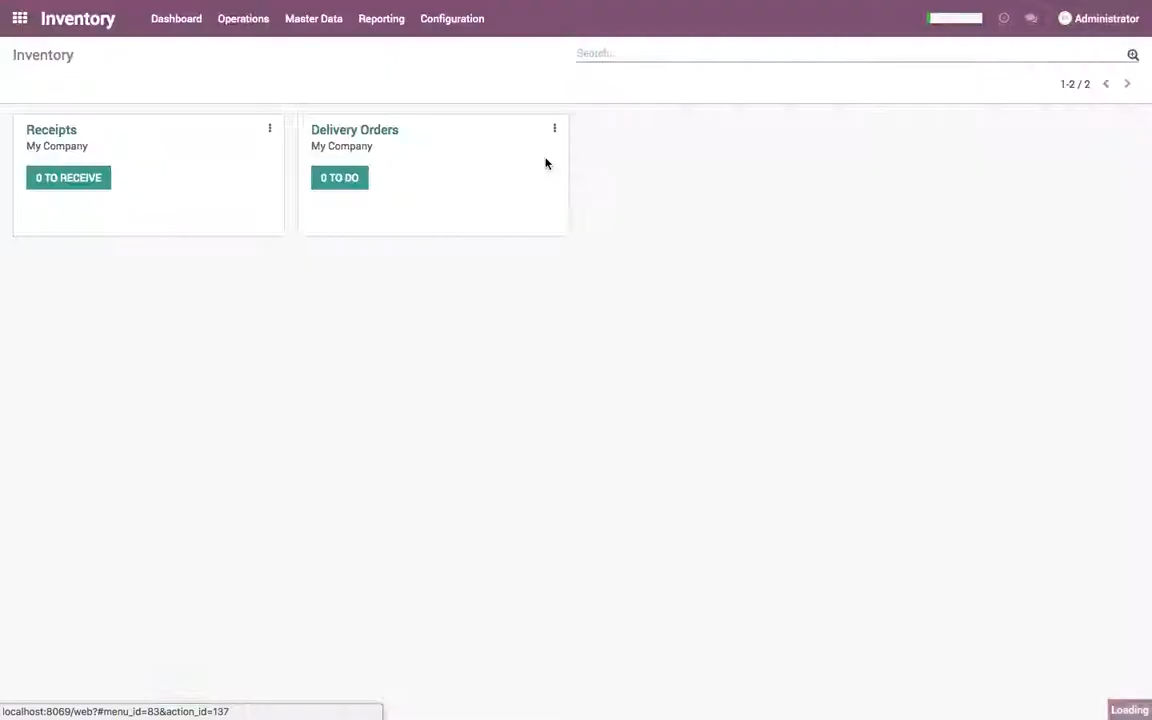 Inventory Dashboard Operations Master Data Reporting Configuration Administrator
Inventory
Search...
1-2 / 2
Receipts
My Company
0 TO RECEIVE
Delivery Orders
My Company
0 TO DO
localhost:8069/web?#menu_id=83&action_id=137
Loading